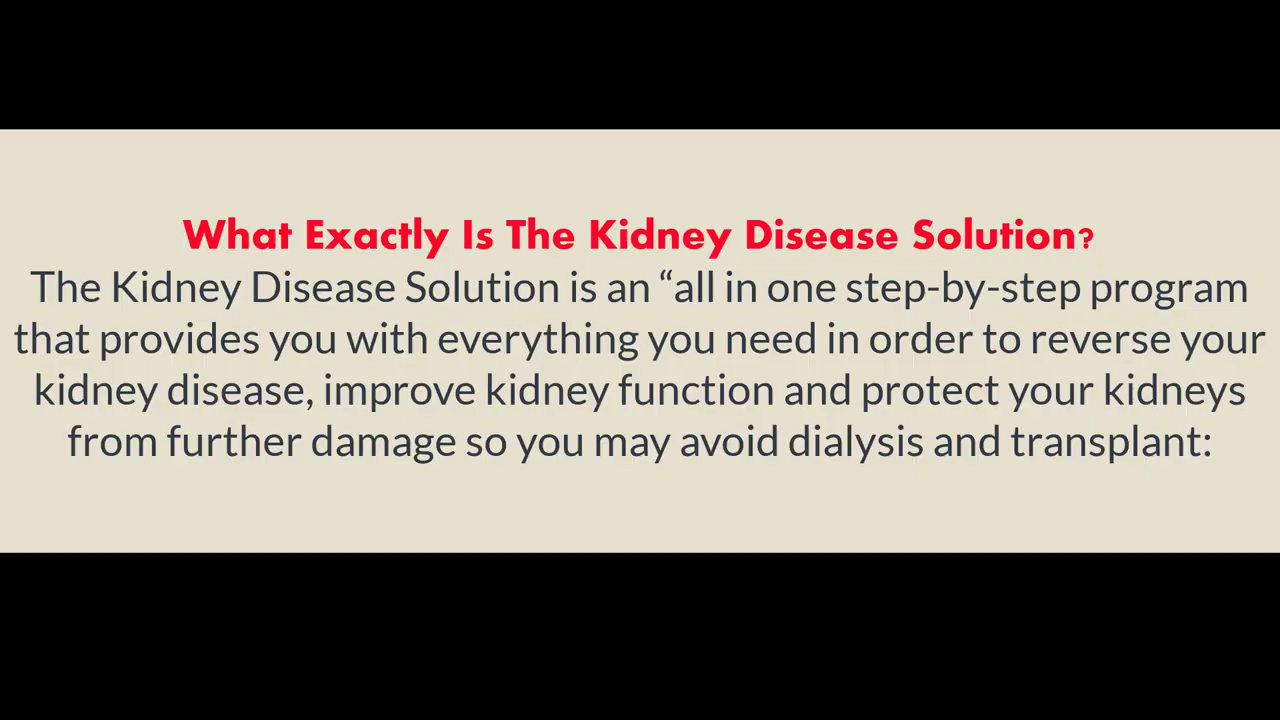 What Exactly Is The Kidney Disease Solution?
The Kidney Disease Solution is an “all in one step-by-step program
that provides you with everything you need in order to reverse your
kidney disease, improve kidney function and protect your kidneys
from further damage so you may avoid dialysis and transplant: